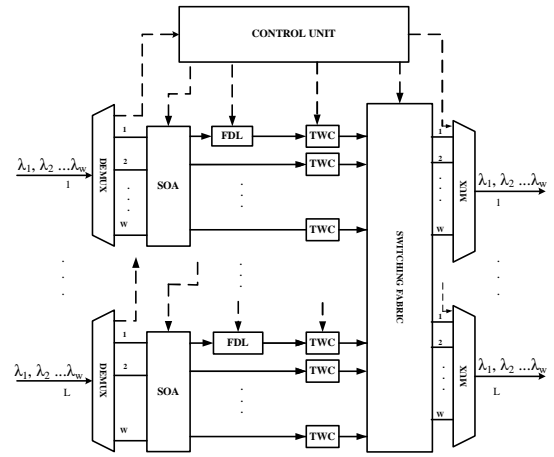 CONTROL UNIT
DEMUX
λ1, λ2 ...λw
1
1
2
W
SOA
FDL
TWC
TWC
TWC
SWITCHING FABRIC
1
2
W
MUX
λ1, λ2 ...λw
1
DEMUX
λ1, λ2 ...λw
L
1
2
W
SOA
FDL
TWC
TWC
TWC
1
2
W
MUX
λ1, λ2 ...λw
L